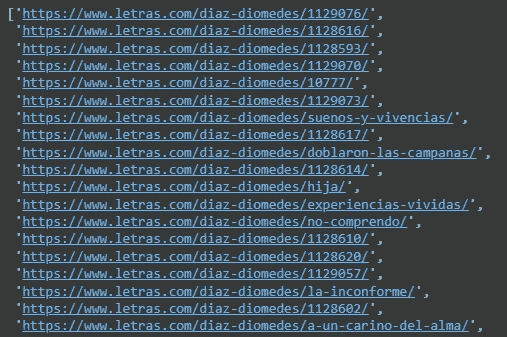 ['https://www.letras.com/diaz-diomedes/1129076/',
'https://www.letras.com/diaz-diomedes/1128616/',
'https://www.letras.com/diaz-diomedes/1128593/',
'https://www.letras.com/diaz-diomedes/1129070/',
'https://www.letras.com/diaz-diomedes/10777/',
'https://www.letras.com/diaz-diomedes/1129073/',
'https://www.letras.com/diaz-diomedes/suenos-y-vivencias/',
'https://www.letras.com/diaz-diomedes/1128617/',
'https://www.letras.com/diaz-diomedes/doblaron-las-campanas/',
'https://www.letras.com/diaz-diomedes/1128614/',
'https://www.letras.com/diaz-diomedes/hija/',
'https://www.letras.com/diaz-diomedes/experiencias-vividas/',
'https://www.letras.com/diaz-diomedes/no-comprendo/',
'https://www.letras.com/diaz-diomedes/1128610/',
'https://www.letras.com/diaz-diomedes/1128620/',
'https://www.letras.com/diaz-diomedes/1129057/',
'https://www.letras.com/diaz-diomedes/la-inconforme/',
'https://www.letras.com/diaz-diomedes/1128602/',
'https://www.letras.com/diaz-diomedes/a-un-carino-del-alma/',